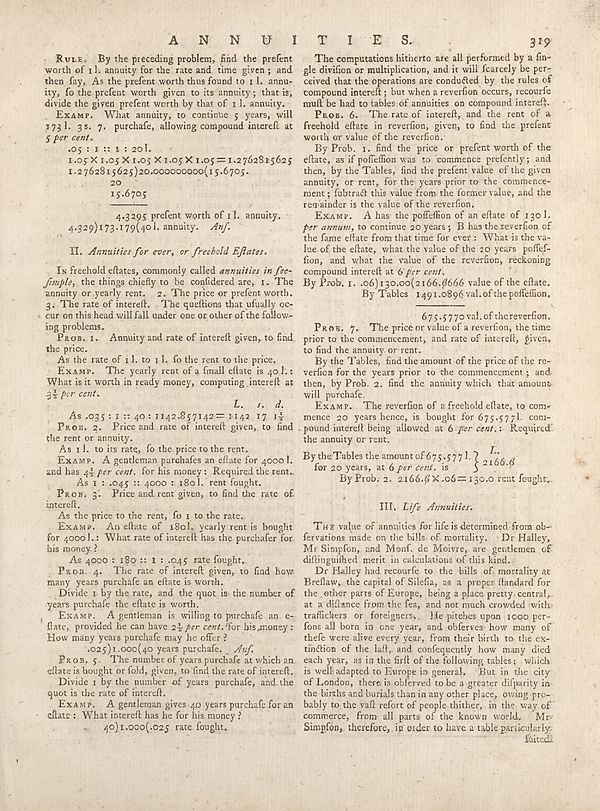 A N N U I T I E S. 319
RULE. By the preceding problem, find the preſent
worth of 1 l. annuity for the rate and time given; and
then ſay, As the preſent worth thus found to 1 l. annu-
ity, ſo the preſent worth given to its annuity; that is,
divide the given preſent worth by that of 1 l. annuity.
EXAMP. What annuity, to continue 5 years, will
173 l. 3 s. 7. purchaſe, allowing compound intereſt at
5 per cent.
.05 : 1 :: 1 : 20 l.
1.05 X 1.05 X 1.05 X 1.05 X 1.05 = 1.2762815625
1.2762815625)20.000000000(15.6705.
20
15.6705
4.3295 preſent worth of 1 l. annuity.
4.329)173.179(40 l. annuity. Anſ.
II. Annuities for ever, or freehold Eſtates.
IN freehold eſtates, commonly called annuities in fee-
ſimple, the things chiefly to be conſidered are, 1. The
annuity or yearly rent. 2. The price or preſent worth.
3. The rate of intereſt. The queſtions that uſually oc-
cur on this head will fall under one or other of the follow-
ing problems.
PROB. 1. Annuity and rate of intereſt given, to find
the price.
As the rate of 1 l. to 1 l. ſo the rent to the price.
EXAMP. The yearly rent of a ſmall eſtate is 40 l.:
What is it worth in ready money, computing intereſt at
3½ per cent.
L. s. d.
As .035 : 1 :: 40 : 1142.857142 = 1142 17 1¾
PROB. 2. Price and rate of intereſt given, to find
the rent or annuity.
As 1 l. to its rate, ſo the price to the rent.
EXAMP. A gentleman purchaſes an eſtate for 4000 l.
and has 4½ per cent. for his money: Required the rent.
As 1 : .045 :: 4000 : 180 l. rent ſought.
PROB. 3. Price and rent given, to find the rate of
intereſt.
As the price to the rent, ſo 1 to the rate.
EXAMP. An eſtate of 180 l. yearly rent is bought
for 4000 l.: What rate of intereſt has the purchaſer for
his money?
As 4000 : 180 :: 1 : .045 rate ſought.
PROB. 4. The rate of intereſt given, to find how
many years purchaſe an eſtate is worth.
Divide 1 by the rate, and the quot is the number of
years purchaſe the eſtate is worth.
EXAMP. A gentleman is willing to purchaſe an e-
ſtate, provided he can have 2½ per cent. for his money:
How many years purchaſe may he offer?
.025)1.000(40 years purchaſe. Anſ.
PROB. 5. The number of years purchaſe at which an
eſtate is bought or ſold, given, to find the rate of intereſt.
Divide 1 by the number of years purchaſe, and the
quot is the rate of intereſt.
EXAMP. A gentleman gives 40 years purchaſe for an
eſtate: What intereſt has he for his money?
40)1.000(.025 rate ſought.
The computations hitherto are all performed by a ſin-
gle diviſion or multiplication, and it will ſcarcely be per-
ceived that the operations are conducted by the rules of
compound intereſt; but when a reverſion occurs, recourſe
muſt be had to tables of annuities on compound intereſt.
PROB. 6. The rate of intereſt, and the rent of a
freehold eſtate in reverſion, given, to find the preſent
worth or value of the reverſion.
By Prob. 1. find the price or preſent worth of the
eſtate, as if poſſeſſion was to commence preſently; and
then, by the Tables, find the preſent value of the given
annuity, or rent, for the years prior to the commence-
ment; ſubtract this value from the former value, and the
remainder is the value of the reverſion.
EXAMP. A has the poſſeſſion of an eſtate of 130 l.
per annum, to continue 20 years; B has the reverſion of
the ſame eſtate from that time for ever: What is the va-
lue of the eſtate, what the value of the 20 years poſſeſ-
ſion, and what the value of the reverſion, reckoning
compound intereſt at 6 per cent.
By Prob. 1. .06)130.00(2166.6666 value of the eſtate.
By Tables 1491.0896 val. of the poſſeſſion.
675.5770 val. of the reverſion.
PROB. 7. The price or value of a reverſion, the time
prior to the commencement, and rate of intereſt, given,
to find the annuity or rent.
By the Tables, find the amount of the price of the re-
verſion for the years prior to the commencement; and
then, by Prob. 2. find the annuity which that amount
will purchaſe.
EXAMP. The reverſion of a freehold eſtate, to com-
mence 20 years hence, is bought for 675.577 l. com-
pound intereſt being allowed at 6 per cent.: Required
the annuity or rent.
L.
By the Tables the amount of 675.577 l. } 2166.6
for 20 years, at 6 per cent. is
By Prob. 2. 2166.6 X .06 = 130.0 rent ſought.
III. Life Annuities.
THE value of annuities for life is determined from ob-
ſervations made on the bills of mortality. Dr Halley,
Mr Simpſon, and Monſ. de Moivre, are gentlemen of
diſtinguiſhed merit in calculations of this kind.
Dr Halley had recourſe to the bills of mortality at
Breſlaw, the capital of Sileſia, as a proper ſtandard for
the other parts of Europe, being a place pretty central,
at a diſtance from the ſea, and not much crowded with
traffickers or foreigners. He pitches upon 1000 per-
ſons all born in one year, and obſerves how many of
theſe were alive every year, from their birth to the ex-
tinction of the laſt, and conſequently how many died
each year, as in the firſt of the following tables; which
is well adapted to Europe in general. But in the city
of London, there is obſerved to be a greater diſparity in
the births and burials than in any other place, owing pro-
bably to the vaſt reſort of people thither, in the way of
commerce, from all parts of the known world. Mr
Simpſon, therefore, in order to have a table particularly
ſuited